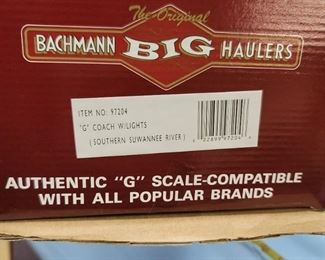 The Original
BACHMANN BIG HAULERS
ITEM NO: 97204
"G" COACH W/LIGHTS
(SOUTHERN SUWANNEE RIVER)
AUTHENTIC "G" SCALE-COMPATIBLE
WITH ALL POPULAR BRANDS